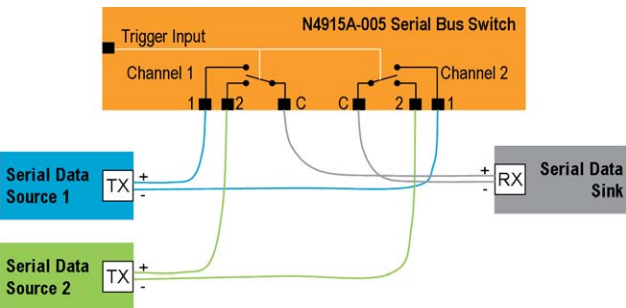 N4915A-005 Serial Bus Switch
Trigger Input
Channel 1
Channel 2
1 2 C C 2 1
Serial Data
Source 1
TX
+
-
+
-
RX
Serial Data
Sink
Serial Data
Source 2
TX
+
-